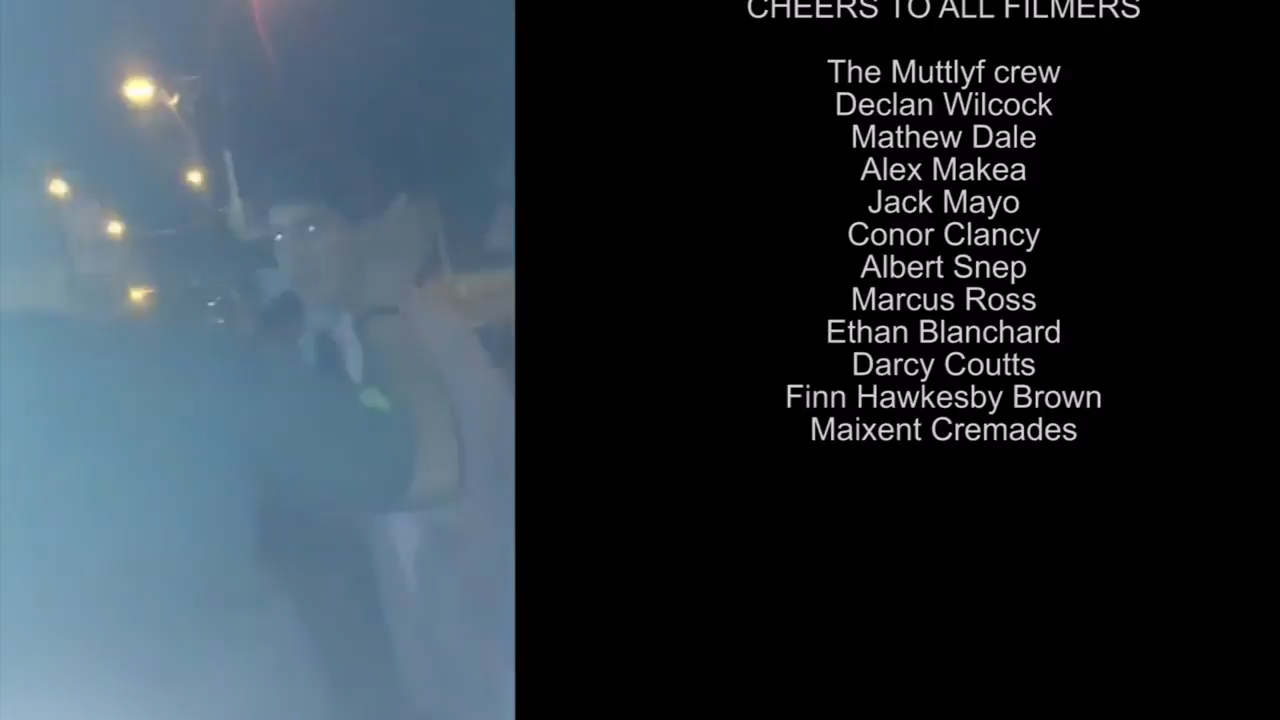 CHEERS TO ALL FILMERS
The Muttlyf crew
Declan Wilcock
Mathew Dale
Alex Makea
Jack Mayo
Conor Clancy
Albert Snep
Marcus Ross
Ethan Blanchard
Darcy Coutts
Finn Hawkesby Brown
Maixent Cremades